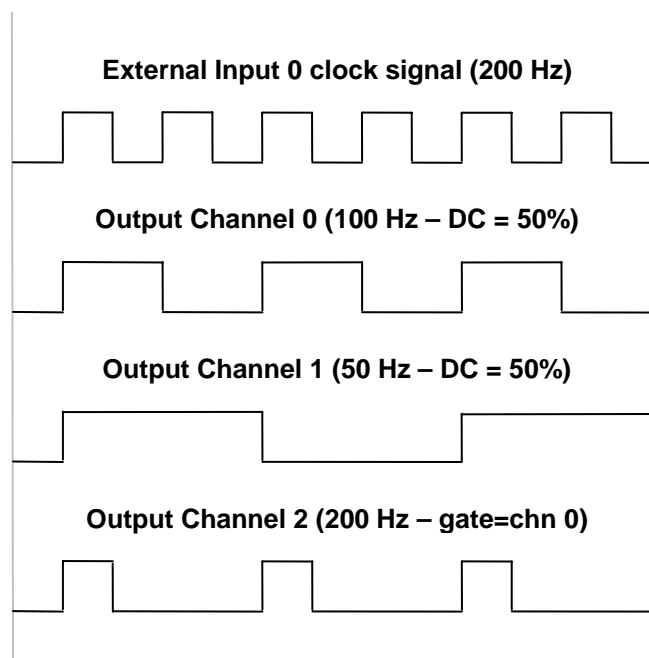 External Input 0 clock signal (200 Hz)
Output Channel 0 (100 Hz – DC = 50%)
Output Channel 1 (50 Hz – DC = 50%)
Output Channel 2 (200 Hz – gate=chn 0)